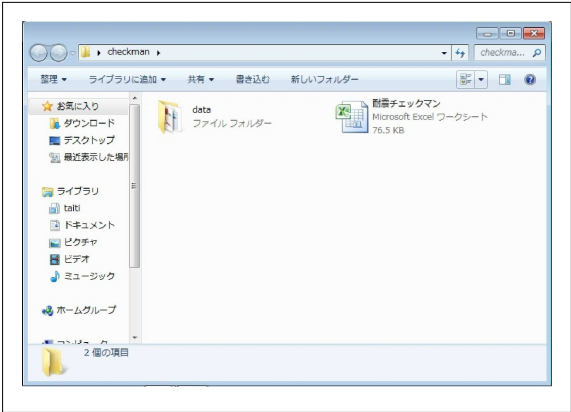 checkman
checkma...
整理
ライブラリに追加
共有
書き込む
新しいフォルダー
お気に入り
ダウンロード
デスクトップ
最近表示した場所
ライブラリ
taiti
ドキュメント
ピクチャ
ビデオ
ミュージック
ホームグループ
コンピュータ
data
ファイル フォルダー
耐震チェックマン
Microsoft Excel ワークシート
76.5 KB
2 個の項目